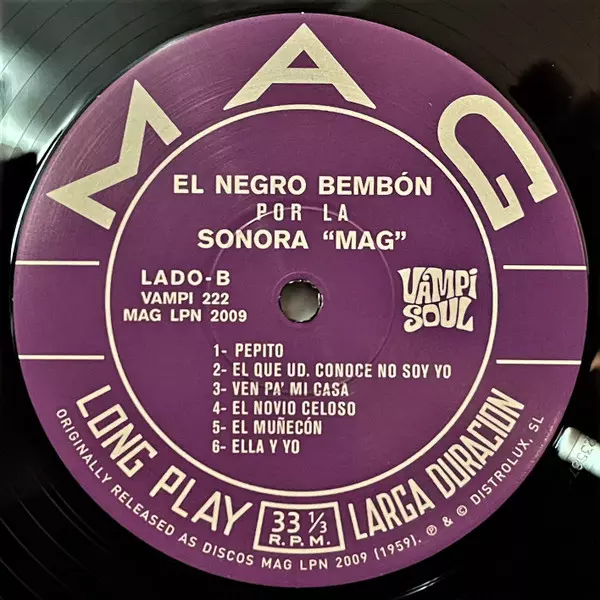 MAG
EL NEGRO BEMBÓN
POR LA
SONORA "MAG"
LADO-B
VAMPI 222
MAG LPN 2009
VAMPI
SOUL
1- PEPITO
2- EL QUE UD. CONOCE NO SOY YO
3- VEN PA' MI CASA
4- EL NOVIO CELOSO
5- EL MUÑECÓN
6- ELLA Y YO
LONG PLAY
33 1/3
R.P.M.
LARGA DURACION
ORIGINALLY RELEASED AS DISCOS MAG LPN 2009 (1959). ℗ & © DISTROLUX, SL